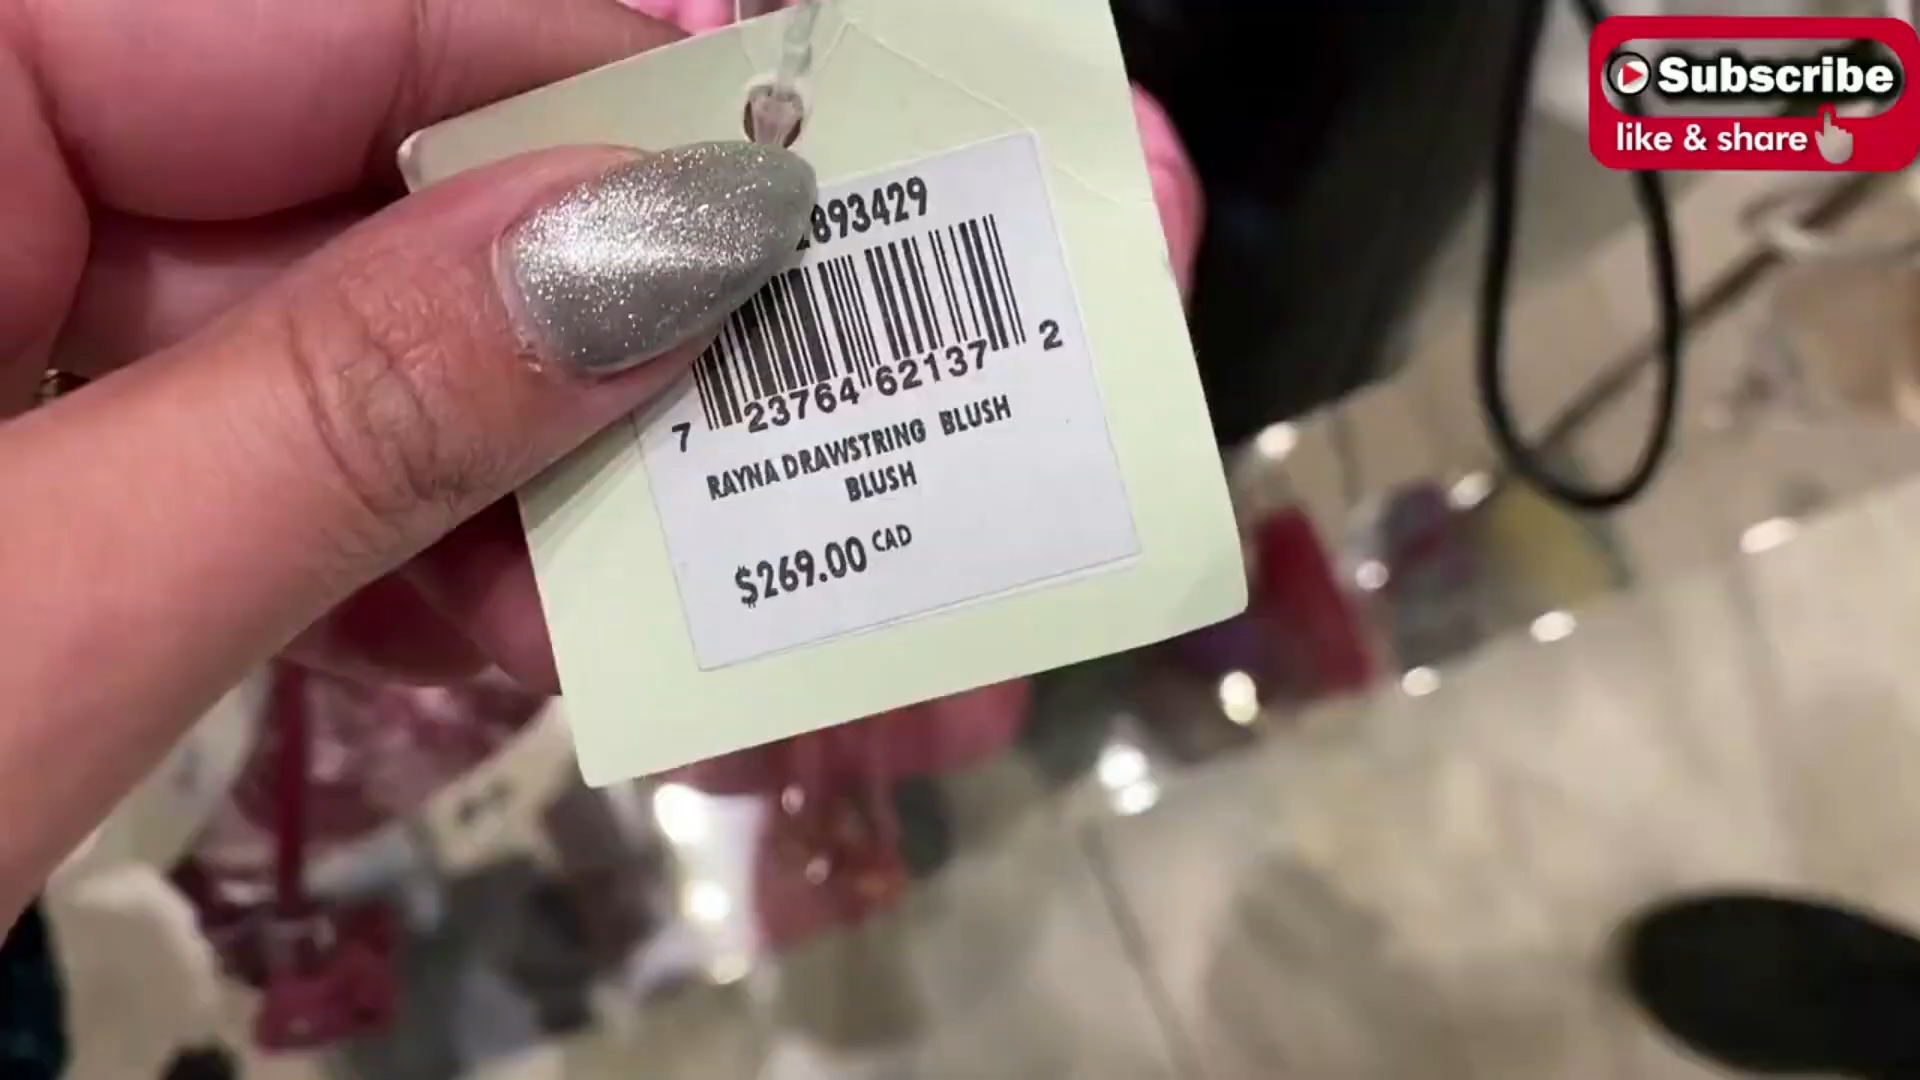 Subscribe
like & share
893429
7 23764 62137 2
RAYNA DRAWSTRING BLUSH
BLUSH
$269.00 CAD